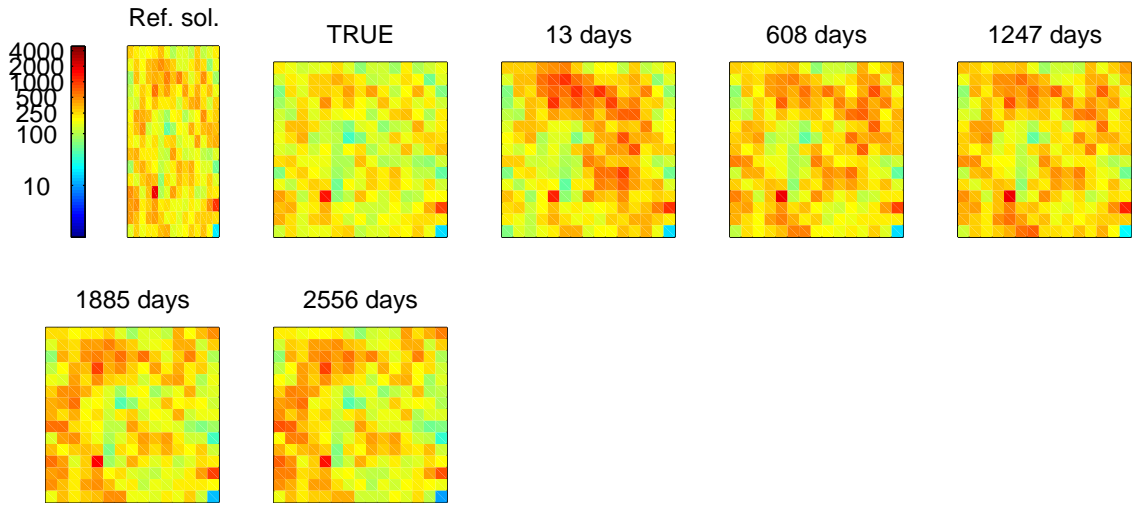 Ref. sol.
TRUE
13 days
608 days
1247 days
4000
2000
1000
500
250
100
10
1885 days
2556 days